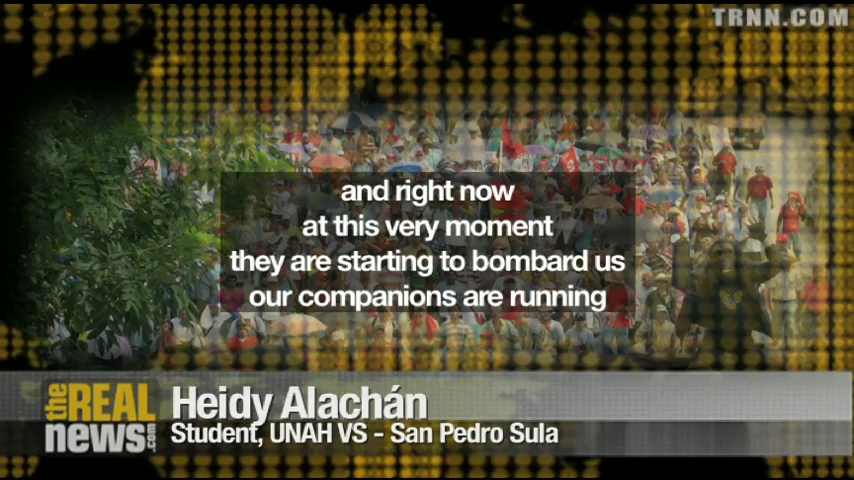 TRNN.COM
and right now
at this very moment
they are starting to bombard us
our companions are running
the REAL
news.com
Heidy Alachán
Student, UNAH VS - San Pedro Sula